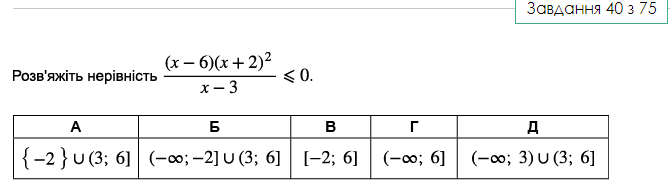 Завдання 40 з 75
Розв'яжіть нерівність (x − 6)(x + 2)² / x − 3 ⩽ 0.
А Б В Г Д
{−2} ∪ (3; 6] (−∞; −2] ∪ (3; 6] [−2; 6] (−∞; 6] (−∞; 3) ∪ (3; 6]